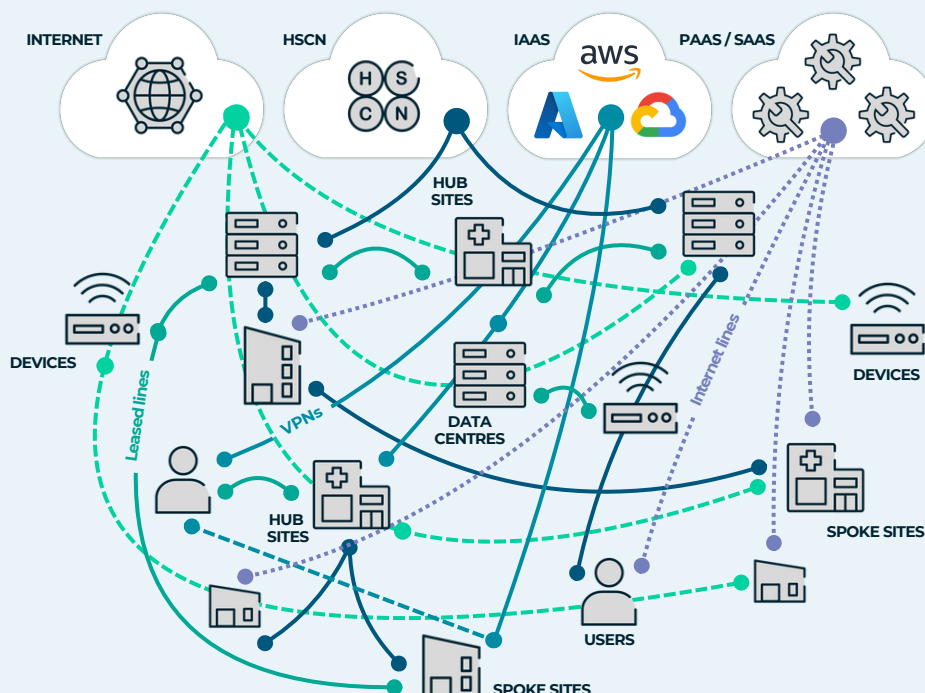 INTERNET
HSCN
IAAS
PAAS / SAAS
aws
H S
C N
HUB
SITES
DEVICES
Leased lines
VPNs
Internet lines
DEVICES
DATA
CENTRES
HUB
SITES
SPOKE SITES
USERS
SPOKE SITES